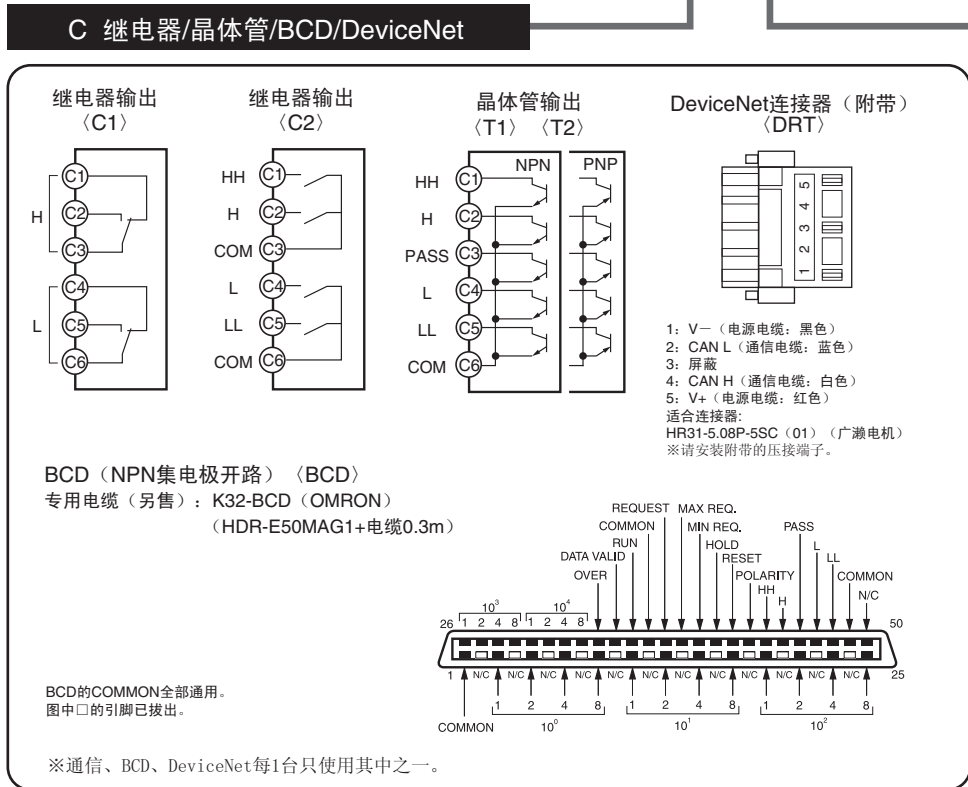 C 继电器/晶体管/BCD/DeviceNet
继电器输出
〈C1〉
H
L
C1
C2
C3
C4
C5
C6
继电器输出
〈C2〉
HH
H
COM
L
LL
COM
C1
C2
C3
C4
C5
C6
晶体管输出
〈T1〉 〈T2〉
NPN
PNP
HH
H
PASS
L
LL
COM
C1
C2
C3
C4
C5
C6
DeviceNet连接器（附带）
〈DRT〉
5
4
3
2
1
1：V－（电源电缆：黑色）
2：CAN L（通信电缆：蓝色）
3：屏蔽
4：CAN H（通信电缆：白色）
5：V+（电源电缆：红色）
适合连接器:
HR31-5.08P-5SC（01）（广濑电机）
※请安装附带的压接端子。
BCD（NPN集电极开路）〈BCD〉
专用电缆（另售）：K32-BCD（OMRON）
（HDR-E50MAG1+电缆0.3m）
REQUEST MAX REQ.
COMMON MIN REQ. PASS
RUN HOLD L
DATA VALID RESET LL
OVER POLARITY COMMON
HH N/C
H
10³ 10⁴
26 1 2 4 8 1 2 4 8 50
1 N/C N/C N/C N/C N/C N/C N/C N/C N/C N/C N/C N/C 25
1 2 4 8 1 2 4 8 1 2 4 8
COMMON 10⁰ 10¹ 10²
BCD的COMMON全部通用。
图中□的引脚已拔出。
※通信、BCD、DeviceNet每1台只使用其中之一。